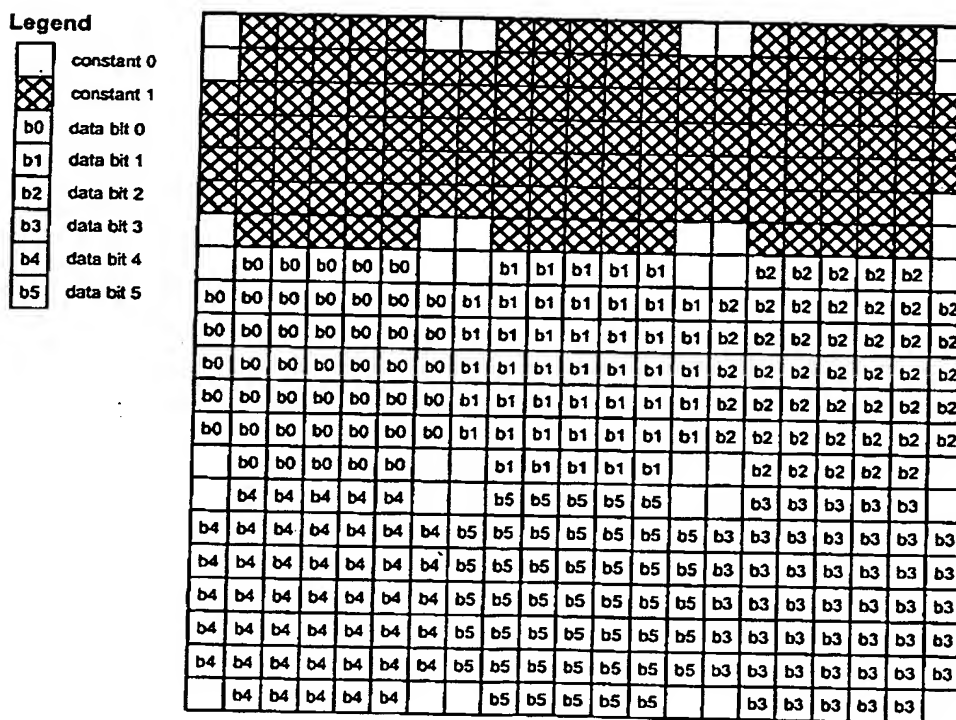 Legend
constant 0
constant 1
b0 data bit 0
b1 data bit 1
b2 data bit 2
b3 data bit 3
b4 data bit 4
b5 data bit 5
b0 b0 b0 b0 b0 b1 b1 b1 b1 b1 b2 b2 b2 b2 b2
b0 b0 b0 b0 b0 b0 b0 b1 b1 b1 b1 b1 b1 b1 b2 b2 b2 b2 b2 b2 b2
b0 b0 b0 b0 b0 b0 b0 b1 b1 b1 b1 b1 b1 b1 b2 b2 b2 b2 b2 b2 b2
b0 b0 b0 b0 b0 b0 b0 b1 b1 b1 b1 b1 b1 b1 b2 b2 b2 b2 b2 b2 b2
b0 b0 b0 b0 b0 b0 b0 b1 b1 b1 b1 b1 b1 b1 b2 b2 b2 b2 b2 b2 b2
b0 b0 b0 b0 b0 b0 b0 b1 b1 b1 b1 b1 b1 b1 b2 b2 b2 b2 b2 b2 b2
b0 b0 b0 b0 b0 b1 b1 b1 b1 b1 b2 b2 b2 b2 b2
b4 b4 b4 b4 b4 b5 b5 b5 b5 b5 b3 b3 b3 b3 b3
b4 b4 b4 b4 b4 b4 b4 b5 b5 b5 b5 b5 b5 b5 b3 b3 b3 b3 b3 b3 b3
b4 b4 b4 b4 b4 b4 b4 b5 b5 b5 b5 b5 b5 b5 b3 b3 b3 b3 b3 b3 b3
b4 b4 b4 b4 b4 b4 b4 b5 b5 b5 b5 b5 b5 b5 b3 b3 b3 b3 b3 b3 b3
b4 b4 b4 b4 b4 b4 b4 b5 b5 b5 b5 b5 b5 b5 b3 b3 b3 b3 b3 b3 b3
b4 b4 b4 b4 b4 b4 b4 b5 b5 b5 b5 b5 b5 b5 b3 b3 b3 b3 b3 b3 b3
b4 b4 b4 b4 b4 b5 b5 b5 b5 b5 b3 b3 b3 b3 b3